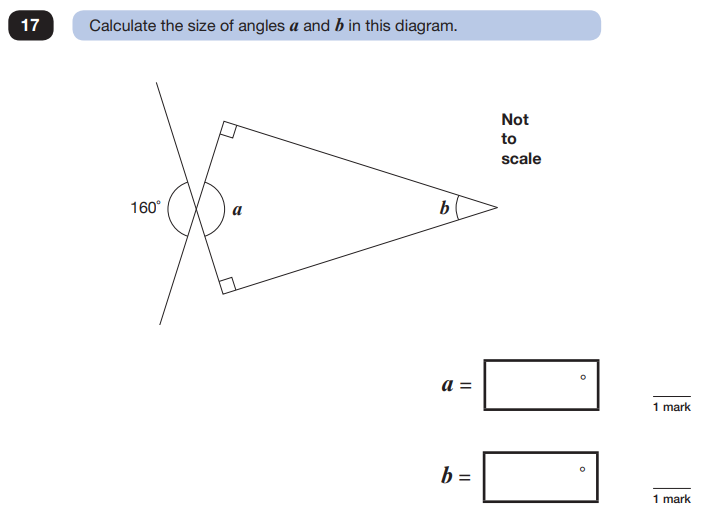 17
Calculate the size of angles a and b in this diagram.
Not
to
scale
160°
a
b
a = °
1 mark
b = °
1 mark